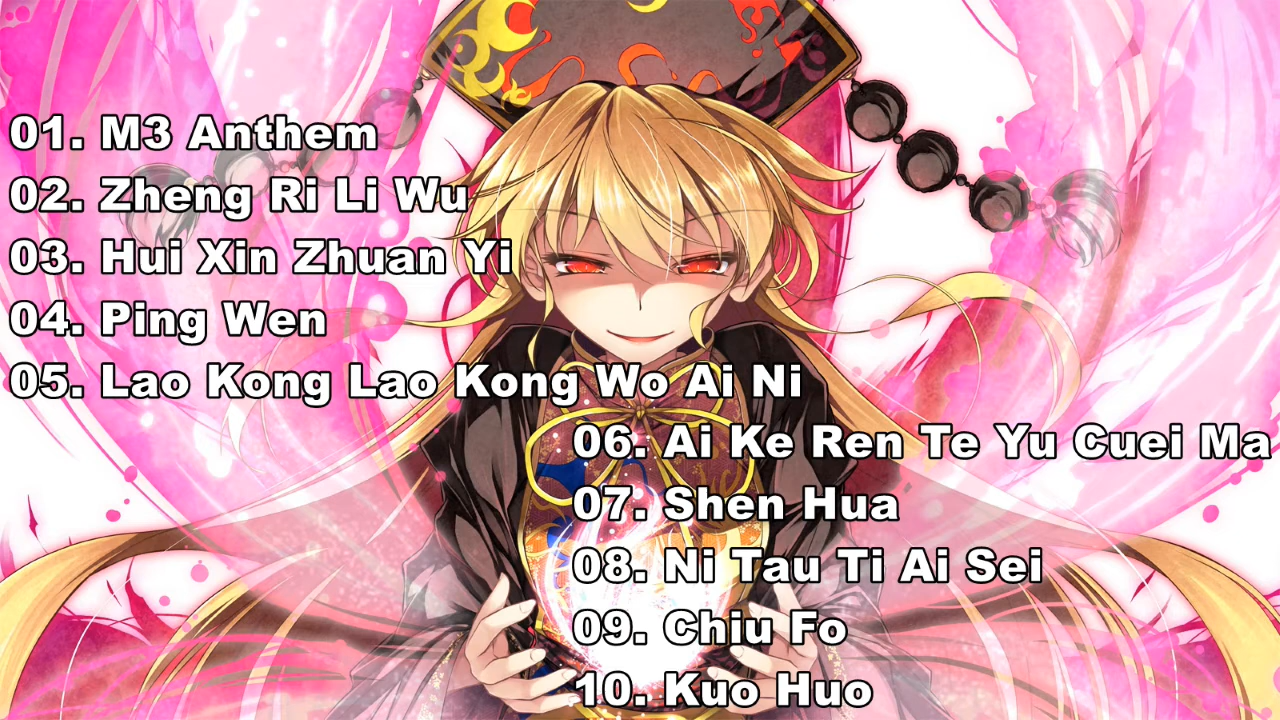 01. M3 Anthem
02. Zheng Ri Li Wu
03. Hui Xin Zhuan Yi
04. Ping Wen
05. Lao Kong Lao Kong Wo Ai Ni
06. Ai Ke Ren Te Yu Cuei Ma
07. Shen Hua
08. Ni Tau Ti Ai Sei
09. Chiu Fo
10. Kuo Huo